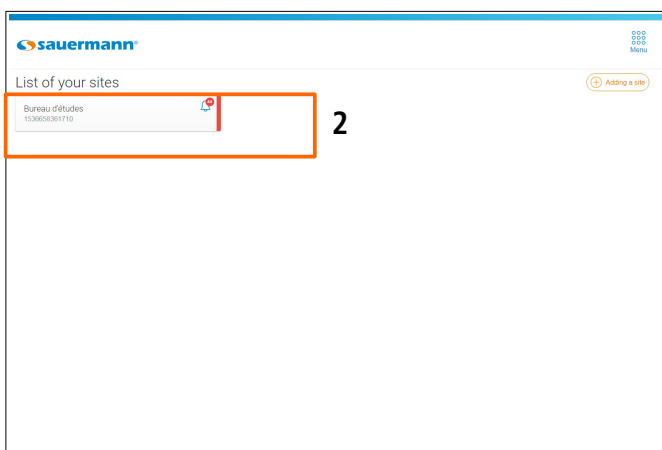 sauermann®
Menu
List of your sites
Adding a site
Bureau d'études
1536658361710
2